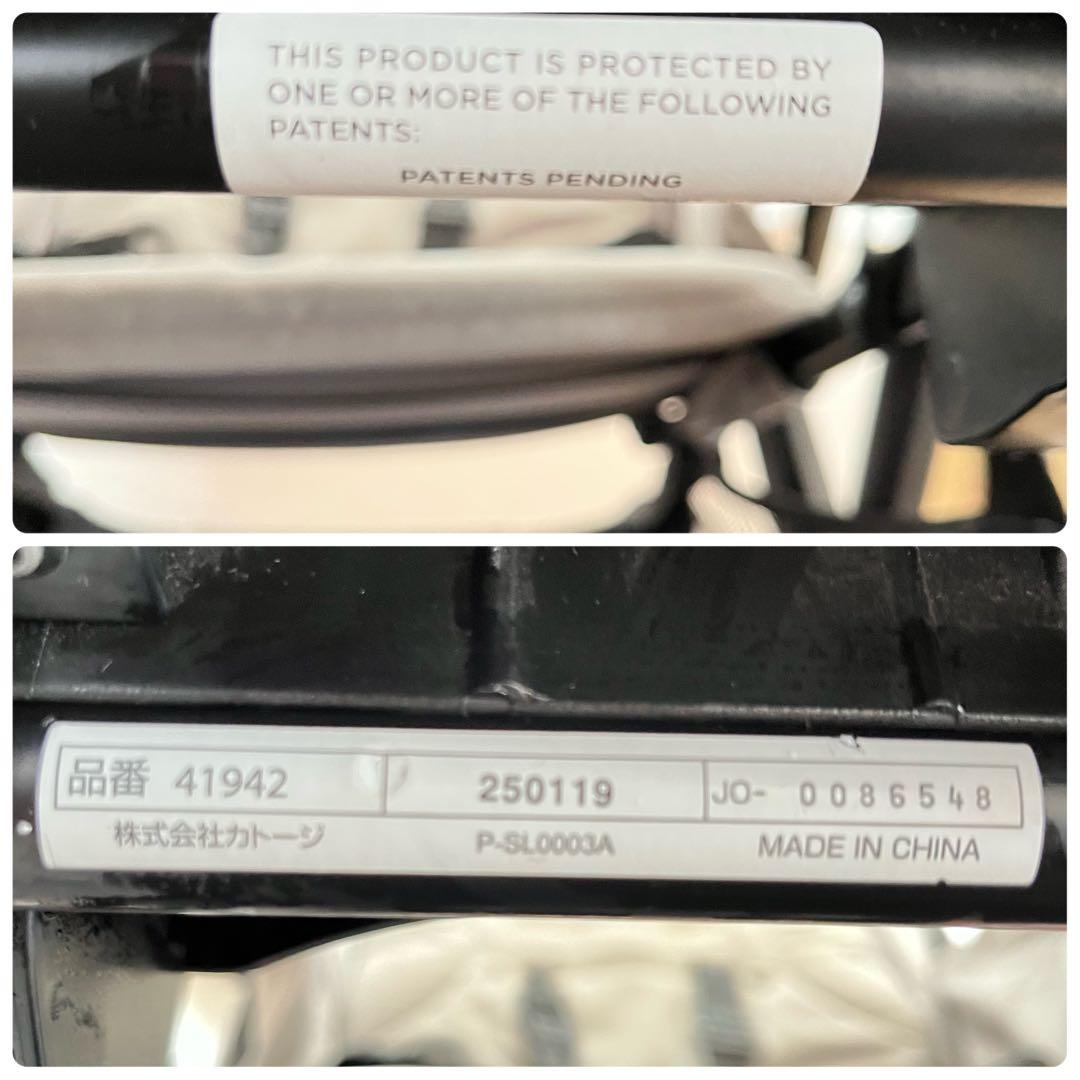 THIS PRODUCT IS PROTECTED BY
ONE OR MORE OF THE FOLLOWING
PATENTS:
PATENTS PENDING
品番 41942 250119 JO- 0086548
株式会社カトージ P-SL0003A MADE IN CHINA